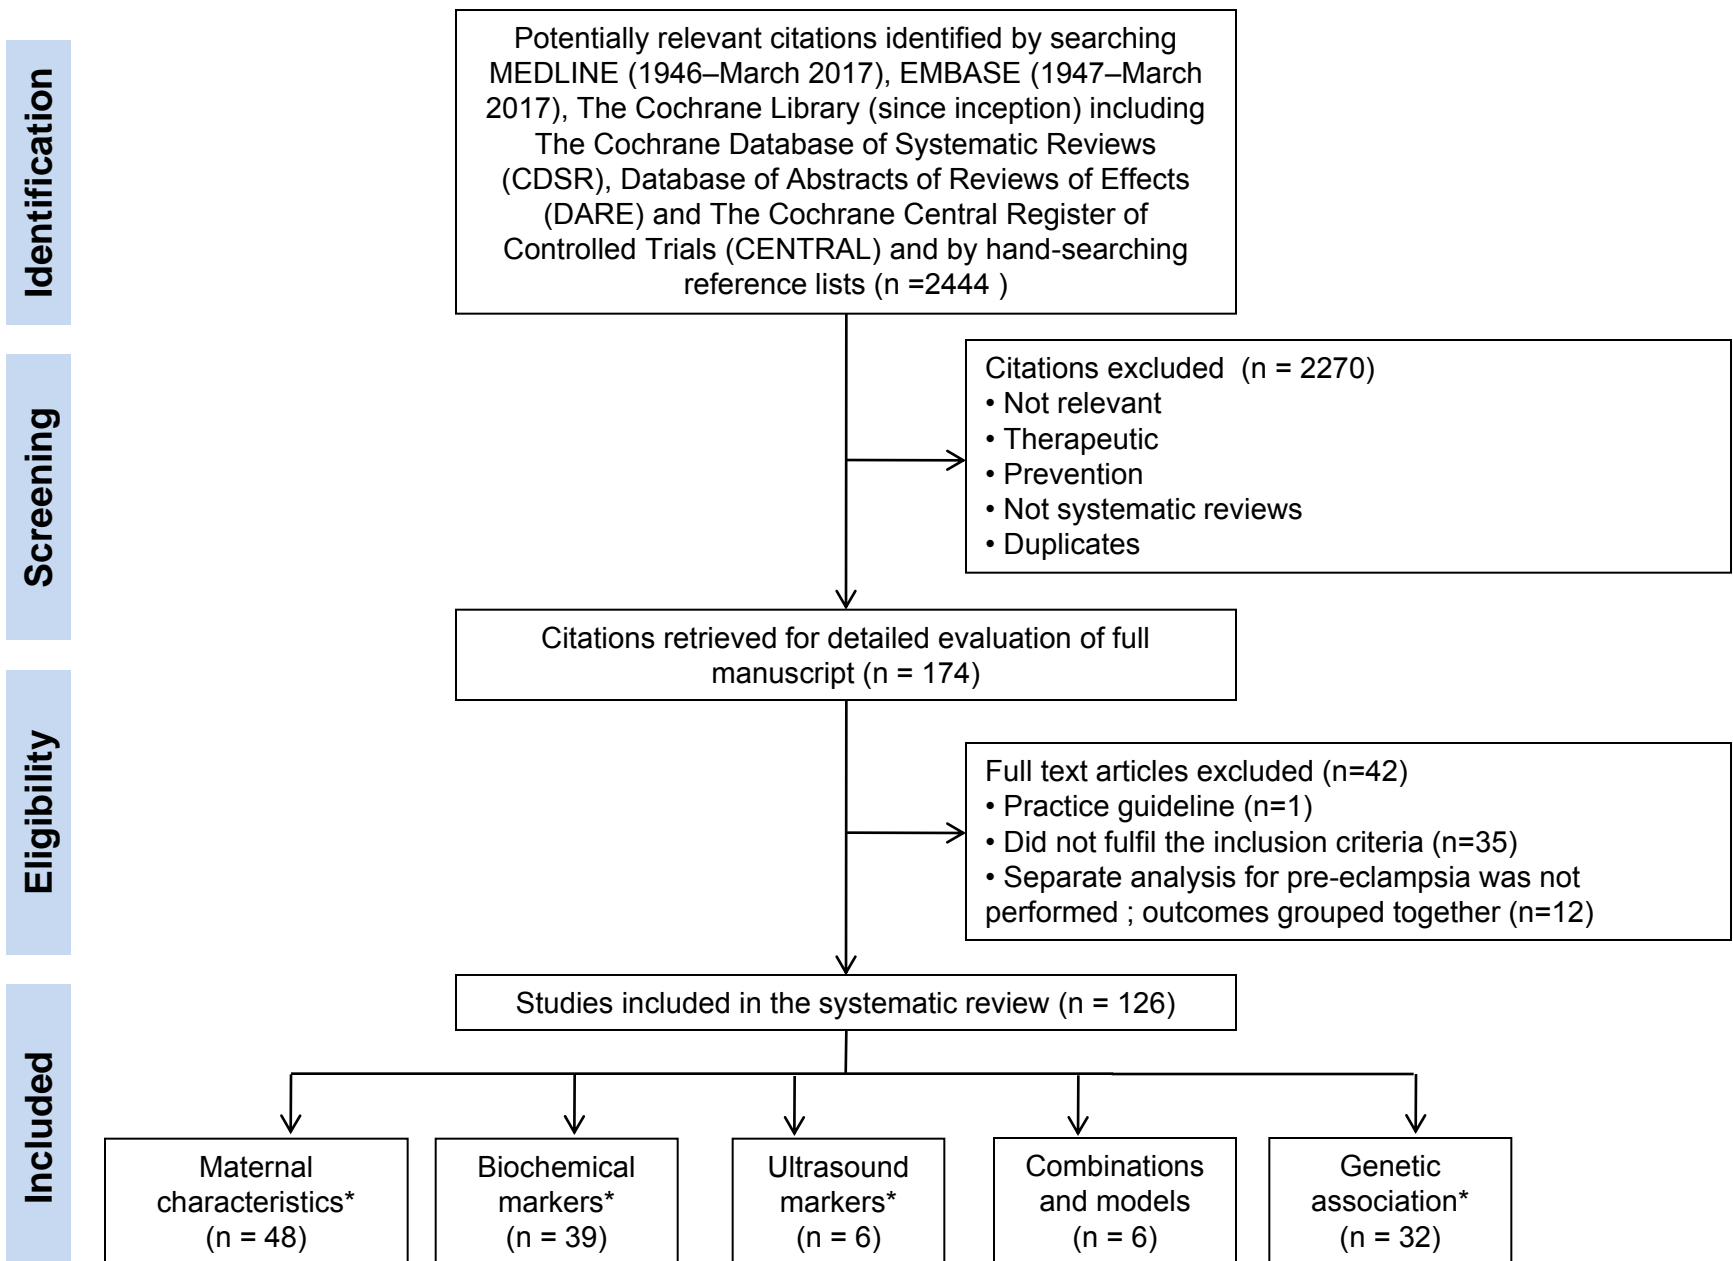 Identification
Potentially relevant citations identified by searching
MEDLINE (1946–March 2017), EMBASE (1947–March
2017), The Cochrane Library (since inception) including
The Cochrane Database of Systematic Reviews
(CDSR), Database of Abstracts of Reviews of Effects
(DARE) and The Cochrane Central Register of
Controlled Trials (CENTRAL) and by hand-searching
reference lists (n =2444 )
Screening
Citations excluded  (n = 2270)
• Not relevant
• Therapeutic
• Prevention
• Not systematic reviews
• Duplicates
Citations retrieved for detailed evaluation of full
manuscript (n = 174)
Eligibility
Full text articles excluded (n=42)
• Practice guideline (n=1)
• Did not fulfil the inclusion criteria (n=35)
• Separate analysis for pre-eclampsia was not
performed ; outcomes grouped together (n=12)
Included
Studies included in the systematic review (n = 126)
Maternal
characteristics*
(n = 48)
Biochemical
markers*
(n = 39)
Ultrasound
markers*
(n = 6)
Combinations
and models
(n = 6)
Genetic
association*
(n = 32)